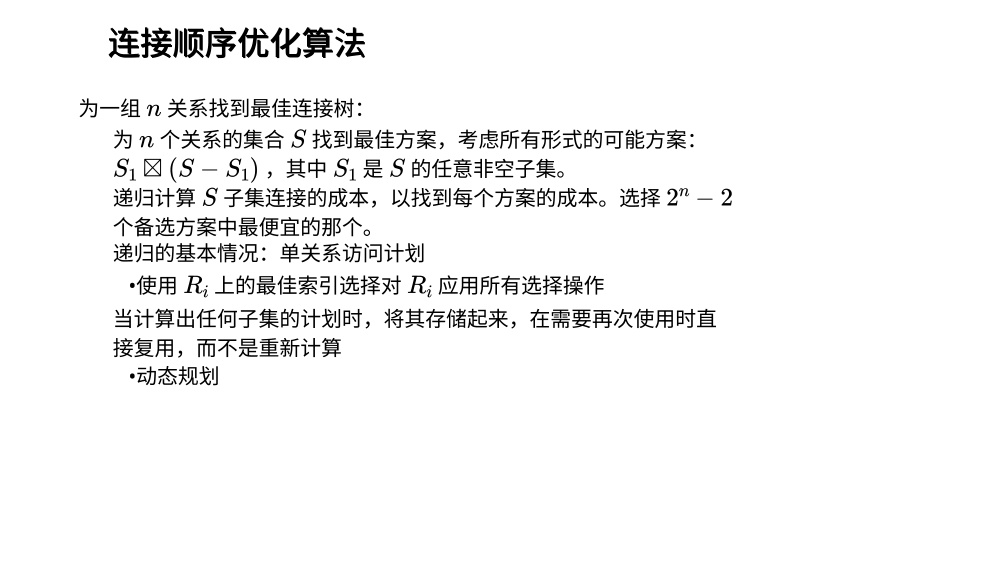 连接顺序优化算法
为一组 n 关系找到最佳连接树：
为 n 个关系的集合 S 找到最佳方案，考虑所有形式的可能方案：
S₁ ⊠ (S − S₁) ，其中 S₁ 是 S 的任意非空子集。
递归计算 S 子集连接的成本，以找到每个方案的成本。选择 2ⁿ − 2
个备选方案中最便宜的那个。
递归的基本情况：单关系访问计划
•使用 Rᵢ 上的最佳索引选择对 Rᵢ 应用所有选择操作
当计算出任何子集的计划时，将其存储起来，在需要再次使用时直
接复用，而不是重新计算
•动态规划